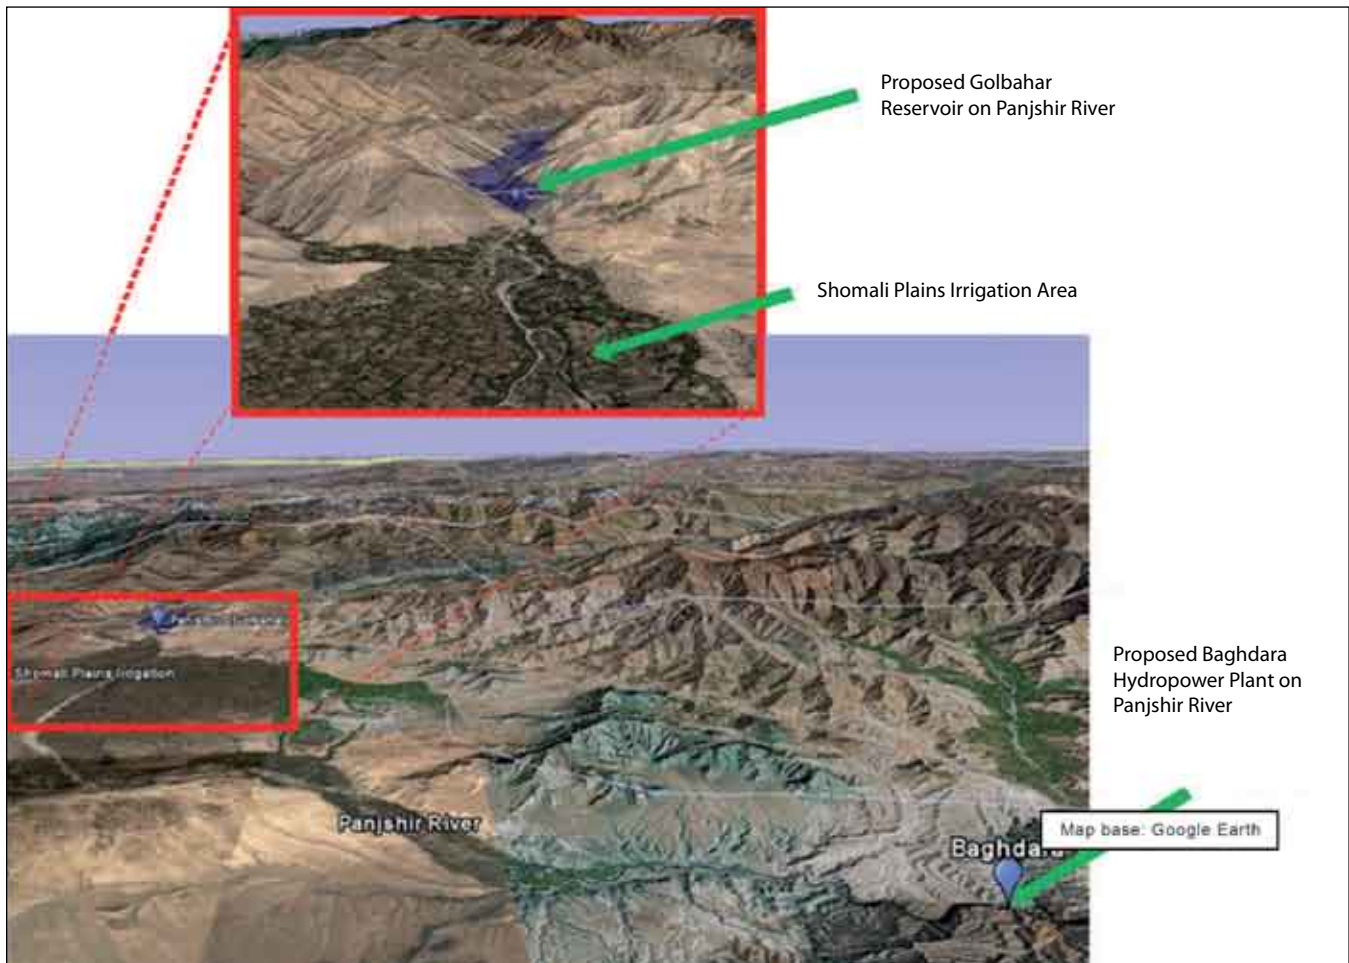 Proposed Golbahar
Reservoir on Panjshir River
Shomali Plains Irrigation Area
Shomali Plains Irrigation
Proposed Baghdara
Hydropower Plant on
Panjshir River
Panjshir River
Map base: Google Earth
Baghdara